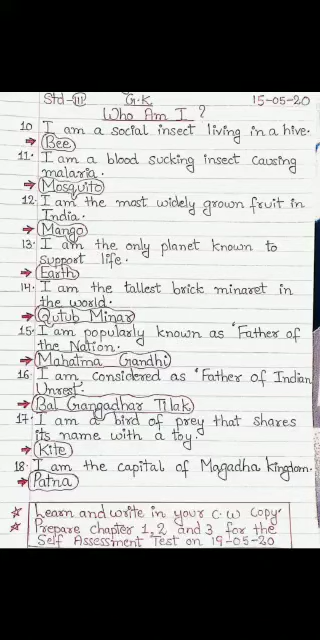 Std-III G.K 15-05-20
Who Am I ?
10 I am a social insect living in a hive.
→ Bee
11. I am a blood sucking insect causing
malaria.
→ Mosquito
12. I am the most widely grown fruit in
India.
→ Mango
13. I am the only planet known to
support life.
→ Earth
14. I am the tallest brick minaret in
the world.
→ Qutub Minar
15. I am popularly known as 'Father of
the Nation.
→ Mahatma Gandhi
16. I am considered as 'Father of Indian
Unrest'.
→ Bal Gangadhar Tilak
17. I am a bird of prey that shares
its name with a toy.
→ Kite
18. I am the capital of Magadha kingdom.
→ Patna
★ Learn and write in your C.W copy
★ Prepare chapter 1, 2 and 3 for the
Self Assessment Test on 19-05-20